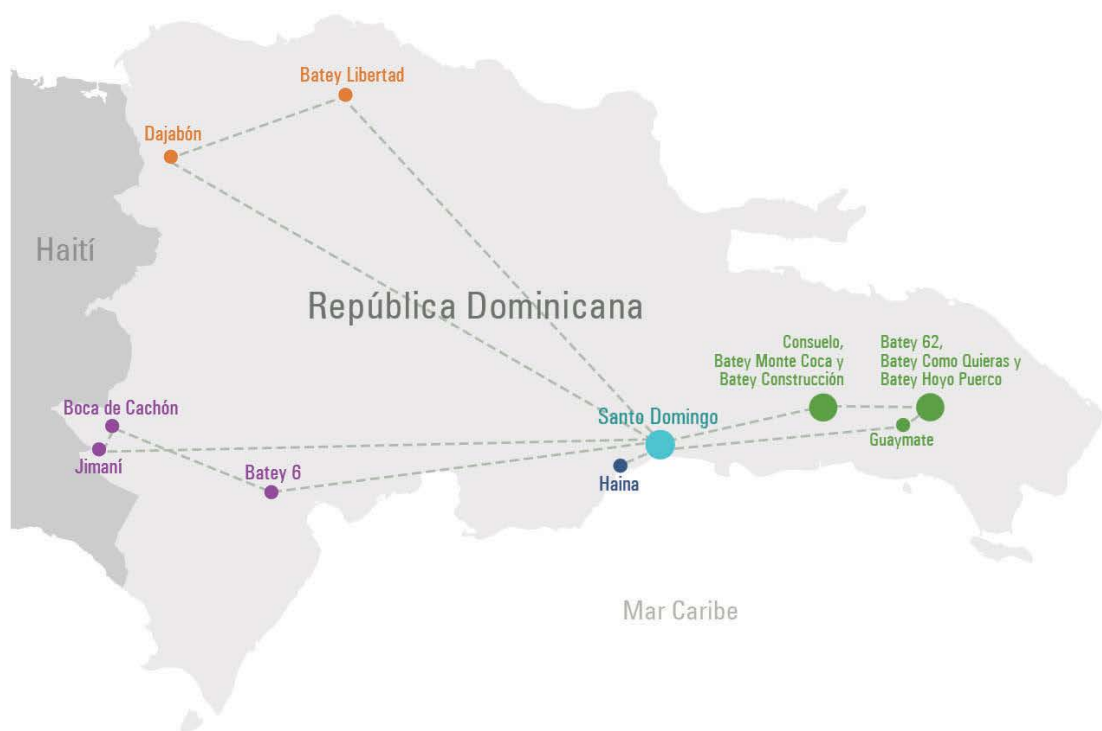 Batey Libertad
Dajabón
Haití
República Dominicana
Consuelo,
Batey Monte Coca y
Batey Construcción
Batey 62,
Batey Como Quieras y
Batey Hoyo Puerco
Boca de Cachón
Santo Domingo
Guaymate
Jimaní
Batey 6
Haina
Mar Caribe